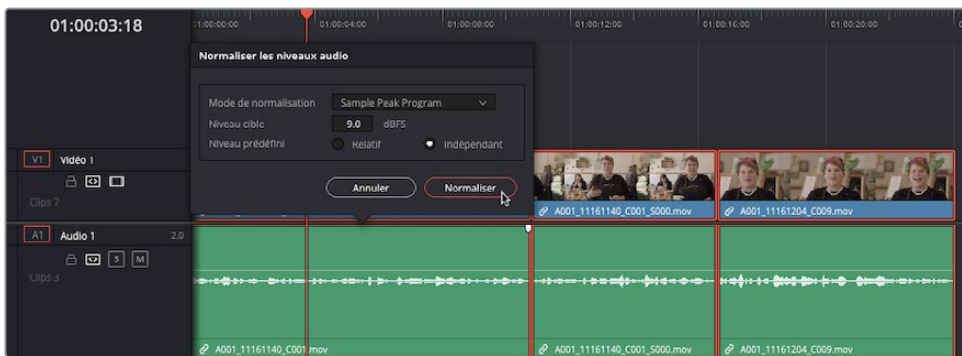 01:00:03:18
01:00:00:00 01:00:04:00 01:00:08:00 01:00:12:00 01:00:16:00 01:00:20:00
Normaliser les niveaux audio
Mode de normalisation Sample Peak Program
Niveau cible -9.0 dBFS
Niveau prédéfini Relatif Indépendant
Annuler Normaliser
V1 Vidéo 1
Clips 7
A001_11161140_C001_S000.mov A001_11161204_C009.mov
A1 Audio 1 2.0
S M
Clips 3
A001_11161140_C001.mov A001_11161140_C001_S000.mov A001_11161204_C009.mov